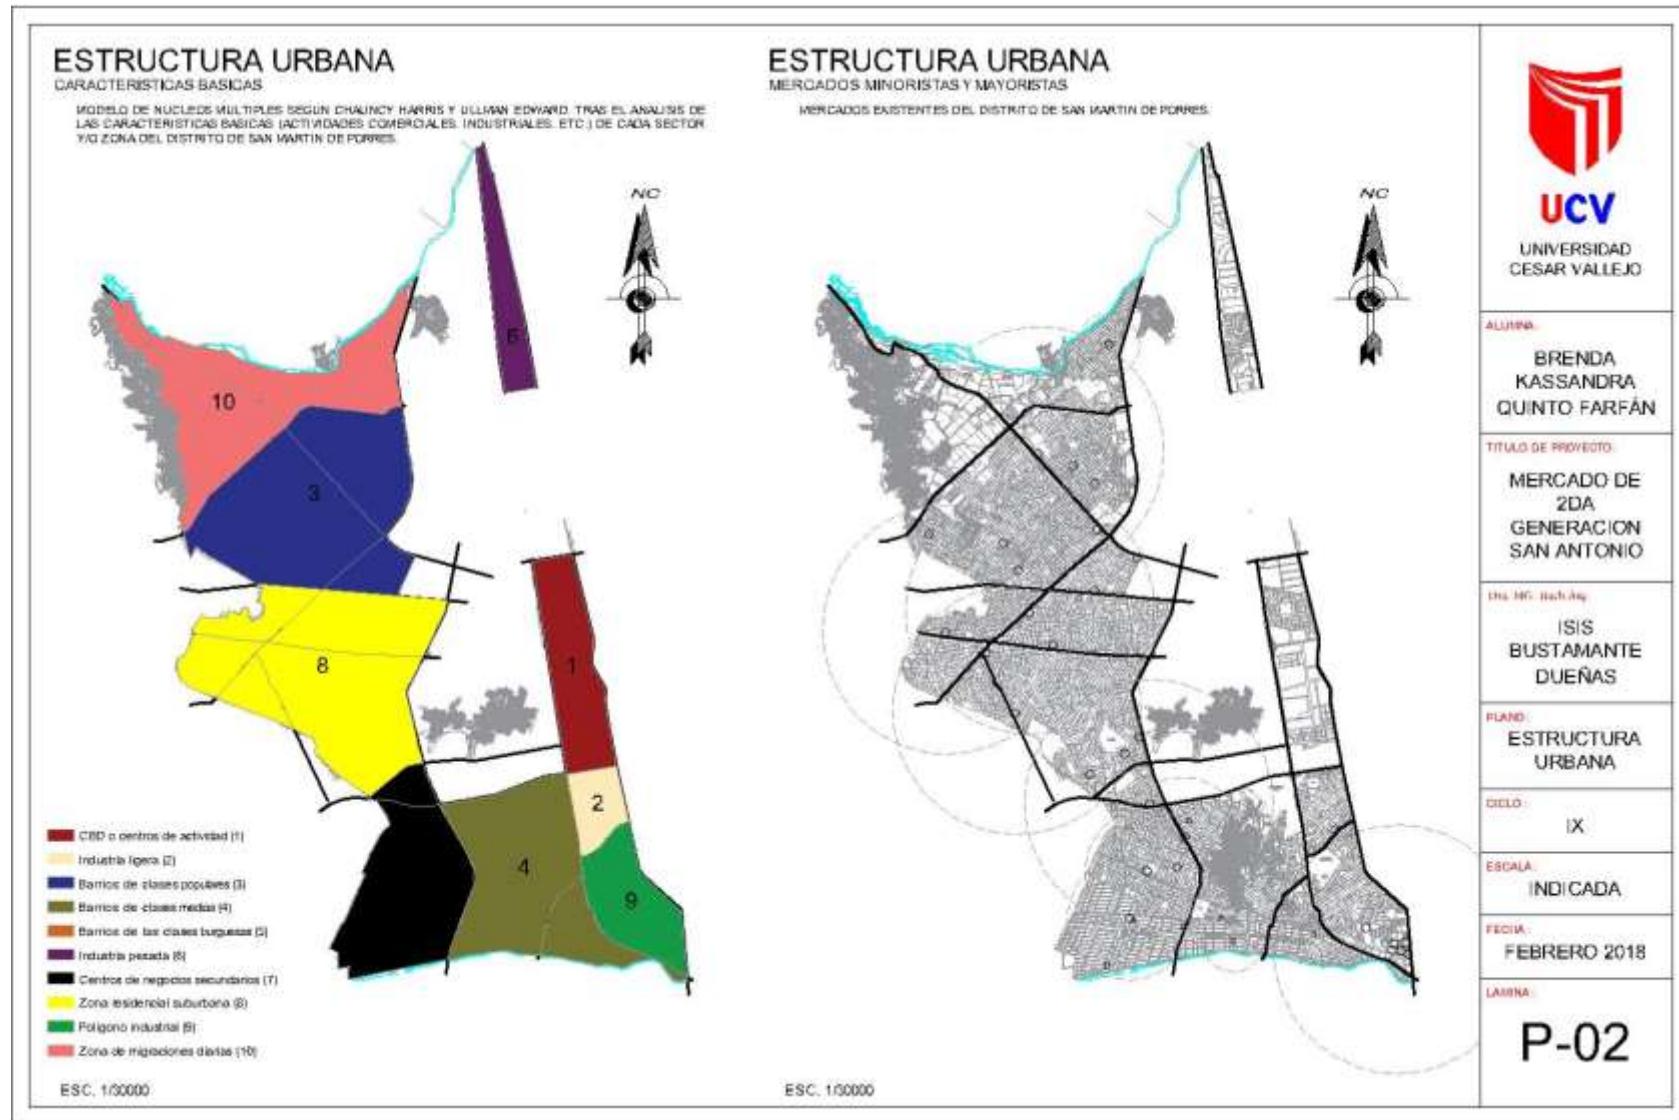 ESTRUCTURA URBANA
CARACTERISTICAS BASICAS
MODELO DE NUCLEOS MULTIPLES SEGÚN CHAUNCY HARRIS Y ULLMAN EDWARD, TRAS EL ANALISIS DE
LAS CARACTERISTICAS BASICAS (ACTIVIDADES COMERCIALES, INDUSTRIALES, ETC.) DE CADA SECTOR
Y/O ZONA DEL DISTRITO DE SAN MARTIN DE PORRES.
NC
6
10
3
8
1
2
4
9
CBD o centros de actividad (1)
Industria ligera (2)
Barrios de clases populares (3)
Barrios de clases medias (4)
Barrios de las clases burguesas (5)
Industria pesada (6)
Centros de negocios secundarios (7)
Zona residencial suburbana (8)
Poligono industrial (9)
Zona de migraciones diarias (10)
ESC. 1/30000
ESTRUCTURA URBANA
MERCADOS MINORISTAS Y MAYORISTAS
MERCADOS EXISTENTES DEL DISTRITO DE SAN MARTIN DE PORRES.
NC
ESC. 1/30000
UCV
UNIVERSIDAD
CESAR VALLEJO
ALUMNA:
BRENDA
KASSANDRA
QUINTO FARFÁN
TITULO DE PROYECTO:
MERCADO DE
2DA
GENERACION
SAN ANTONIO
ISIS
BUSTAMANTE
DUEÑAS
PLANO:
ESTRUCTURA
URBANA
CICLO:
IX
ESCALA:
INDICADA
FECHA:
FEBRERO 2018
LAMINA:
P-02